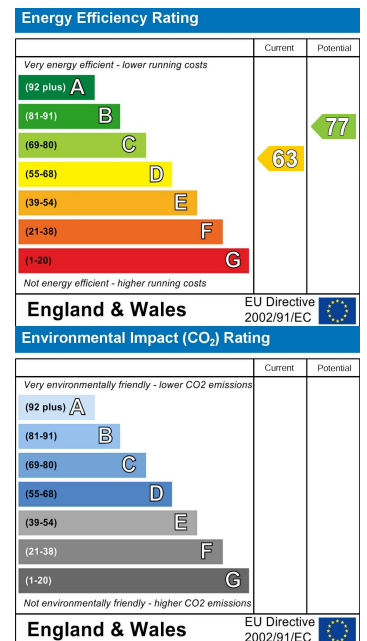 Energy Efficiency Rating
Current Potential
Very energy efficient - lower running costs
(92 plus) A
(81-91) B
(69-80) C
(55-68) D
(39-54) E
(21-38) F
(1-20) G
63
77
Not energy efficient - higher running costs
England & Wales
EU Directive
2002/91/EC
Environmental Impact (CO₂) Rating
Current Potential
Very environmentally friendly - lower CO2 emissions
(92 plus) A
(81-91) B
(69-80) C
(55-68) D
(39-54) E
(21-38) F
(1-20) G
Not environmentally friendly - higher CO2 emissions
England & Wales
EU Directive
2002/91/EC